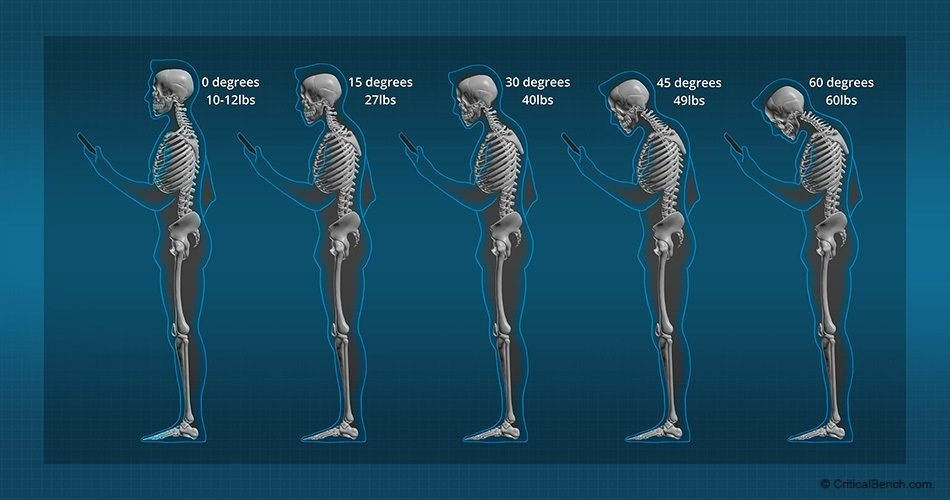 0 degrees
10-12lbs
15 degrees
27lbs
30 degrees
40lbs
45 degrees
49lbs
60 degrees
60lbs
© CriticalBench.com